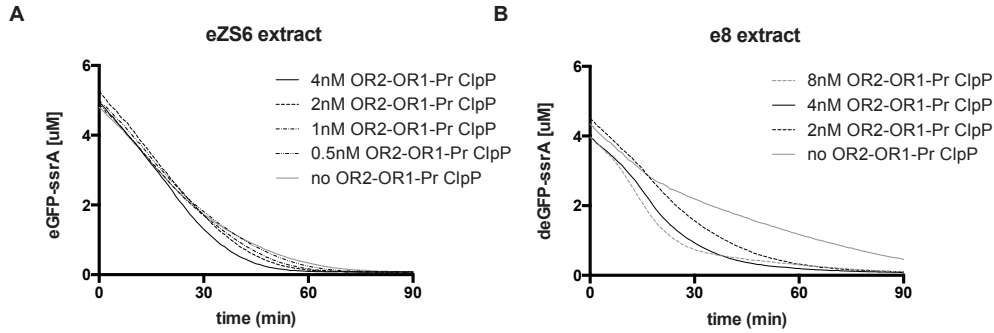 A
eZS6 extract
eGFP-ssrA [uM]
6
4
2
0
0
30
60
90
time (min)
4nM OR2-OR1-Pr ClpP
2nM OR2-OR1-Pr ClpP
1nM OR2-OR1-Pr ClpP
0.5nM OR2-OR1-Pr ClpP
no OR2-OR1-Pr ClpP
B
e8 extract
deGFP-ssrA [uM]
6
4
2
0
0
30
60
90
time (min)
8nM OR2-OR1-Pr ClpP
4nM OR2-OR1-Pr ClpP
2nM OR2-OR1-Pr ClpP
no OR2-OR1-Pr ClpP